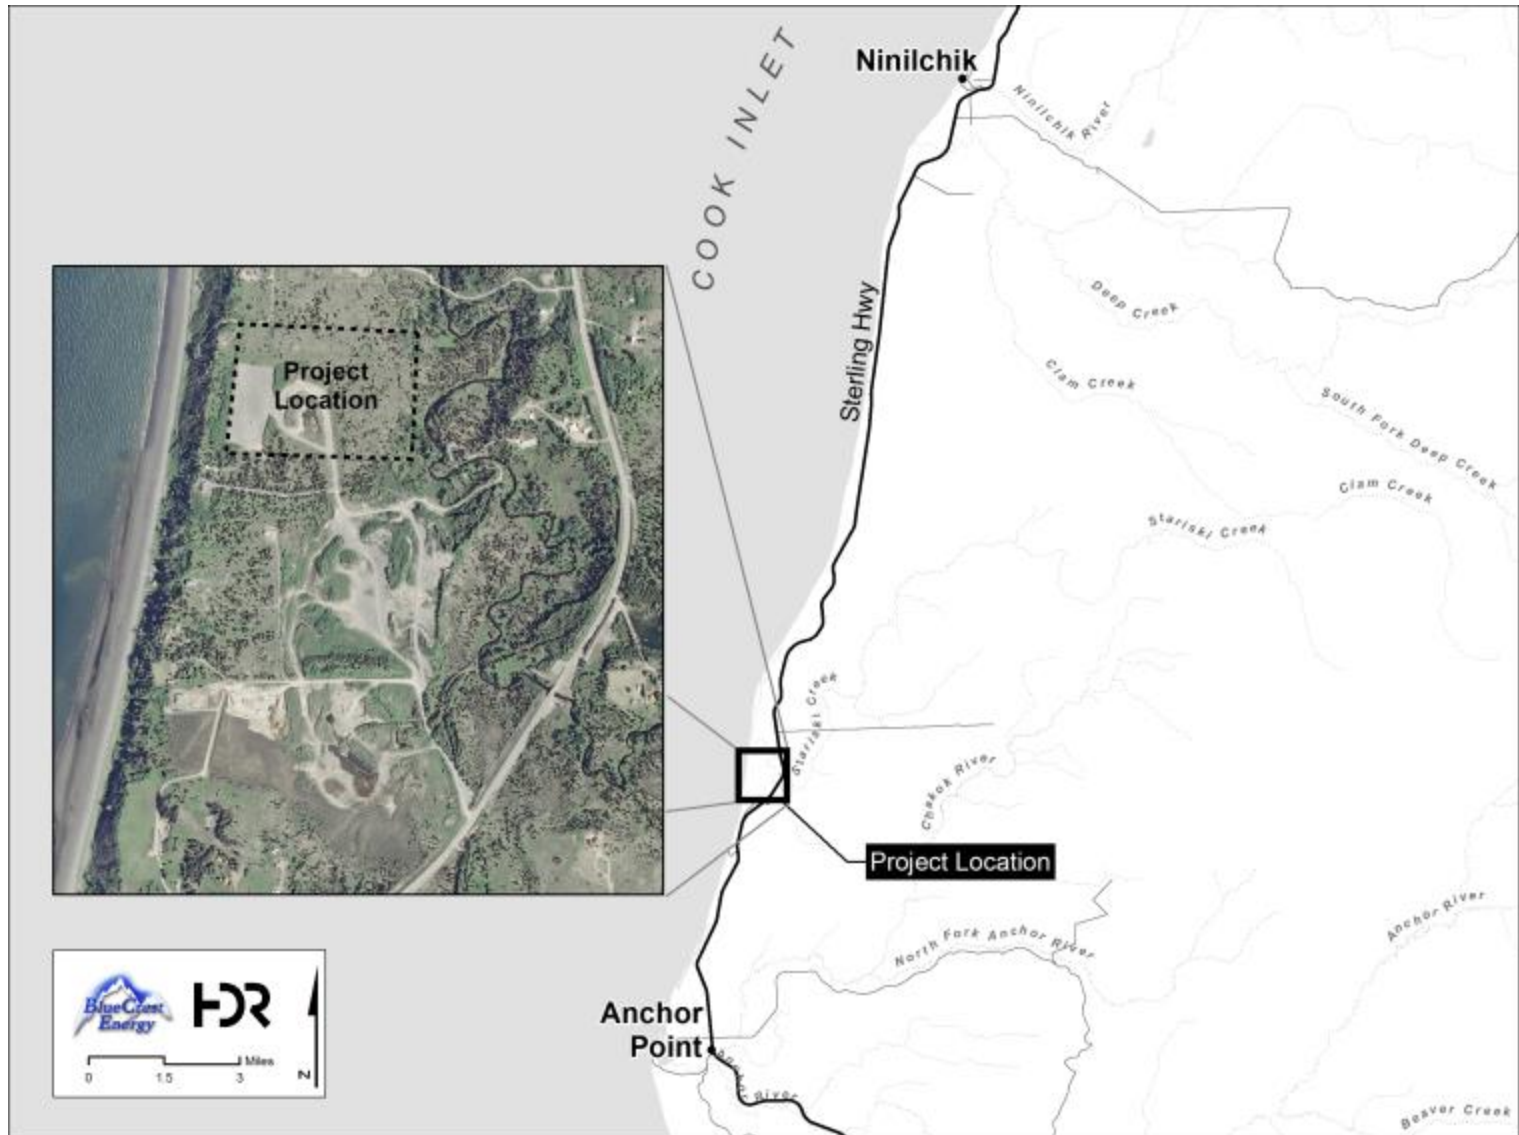 Ninilchik
COOK INLET
Ninilchik River
Sterling Hwy
Deep Creek
Clam Creek
South Fork Deep Creek
Clam Creek
Stariski Creek
Project
Location
Stariski Creek
Chakok River
Project Location
Anchor River
North Fork Anchor River
Anchor
Point
Anchor River
Beaver Creek
BlueCrest
Energy
HDR
Miles
0 1.5 3
N